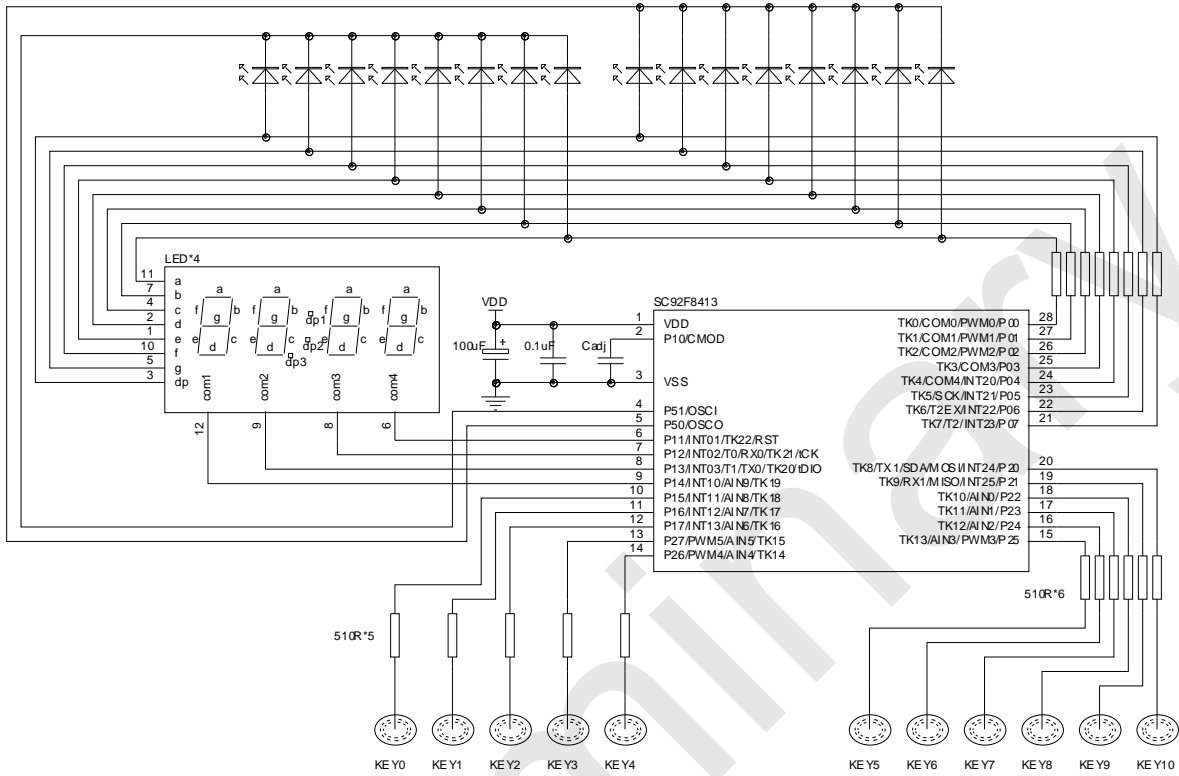 LED*4
11 a
7 b
4 c
2 d
1 e
10 f
5 g
3 dp
a a a a
f b f b f b f b
g g g g
e c e c e c e c
d d d d
dp1
dp2
dp3
com1 com2 com3 com4
12 9 8 6
VDD
100uF + 0.1uF Cadj
SC92F8413
1 VDD
2 P10/CMOD
3 VSS
4 P51/OSCI
5 P50/OSCO
6 P11/INT01/TK22/RST
7 P12/INT02/T0/RX0/TK21/tCK
8 P13/INT03/T1/TX0/TK20/tDIO
9 P14/INT10/AIN9/TK19
10 P15/INT11/AIN8/TK18
11 P16/INT12/AIN7/TK17
12 P17/INT13/AIN6/TK16
13 P27/PWM5/AIN5/TK15
14 P26/PWM4/AIN4/TK14
TK0/COM0/PWM0/P00 28
TK1/COM1/PWM1/P01 27
TK2/COM2/PWM2/P02 26
TK3/COM3/P03 25
TK4/COM4/INT20/P04 24
TK5/SCK/INT21/P05 23
TK6/T2EX/INT22/P06 22
TK7/T2/INT23/P07 21
TK8/TX1/SDA/MOSI/INT24/P20 20
TK9/RX1/MISO/INT25/P21 19
TK10/AIN0/P22 18
TK11/AIN1/P23 17
TK12/AIN2/P24 16
TK13/AIN3/PWM3/P25 15
510R*5
510R*6
KEY0 KEY1 KEY2 KEY3 KEY4 KEY5 KEY6 KEY7 KEY8 KEY9 KEY10
minary